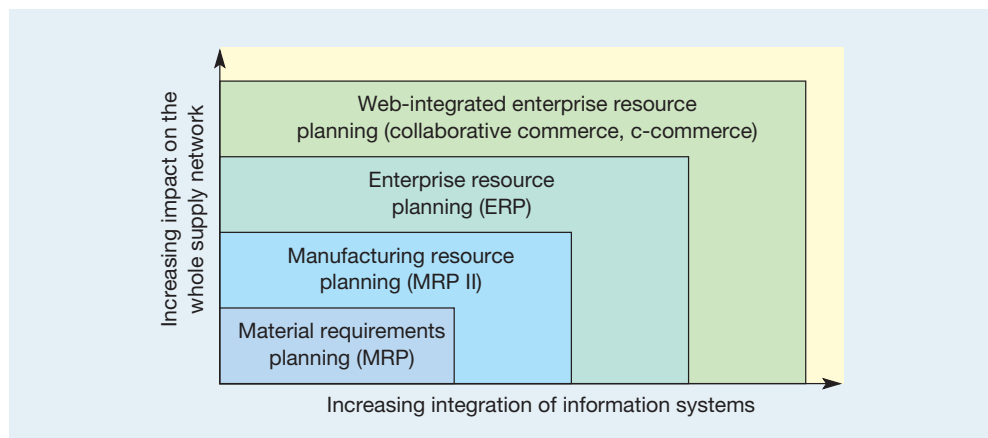 Increasing impact on the
whole supply network
Web-integrated enterprise resource
planning (collaborative commerce, c-commerce)
Enterprise resource
planning (ERP)
Manufacturing resource
planning (MRP II)
Material requirements
planning (MRP)
Increasing integration of information systems